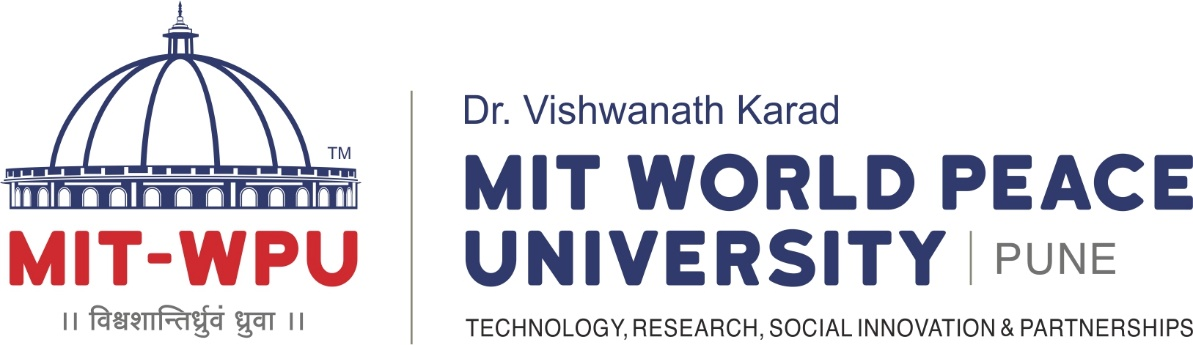 TM
MIT-WPU
।। विश्वशान्तिर्ध्रुवं ध्रुवा ।।
Dr. Vishwanath Karad
MIT WORLD PEACE
UNIVERSITY | PUNE
TECHNOLOGY, RESEARCH, SOCIAL INNOVATION & PARTNERSHIPS